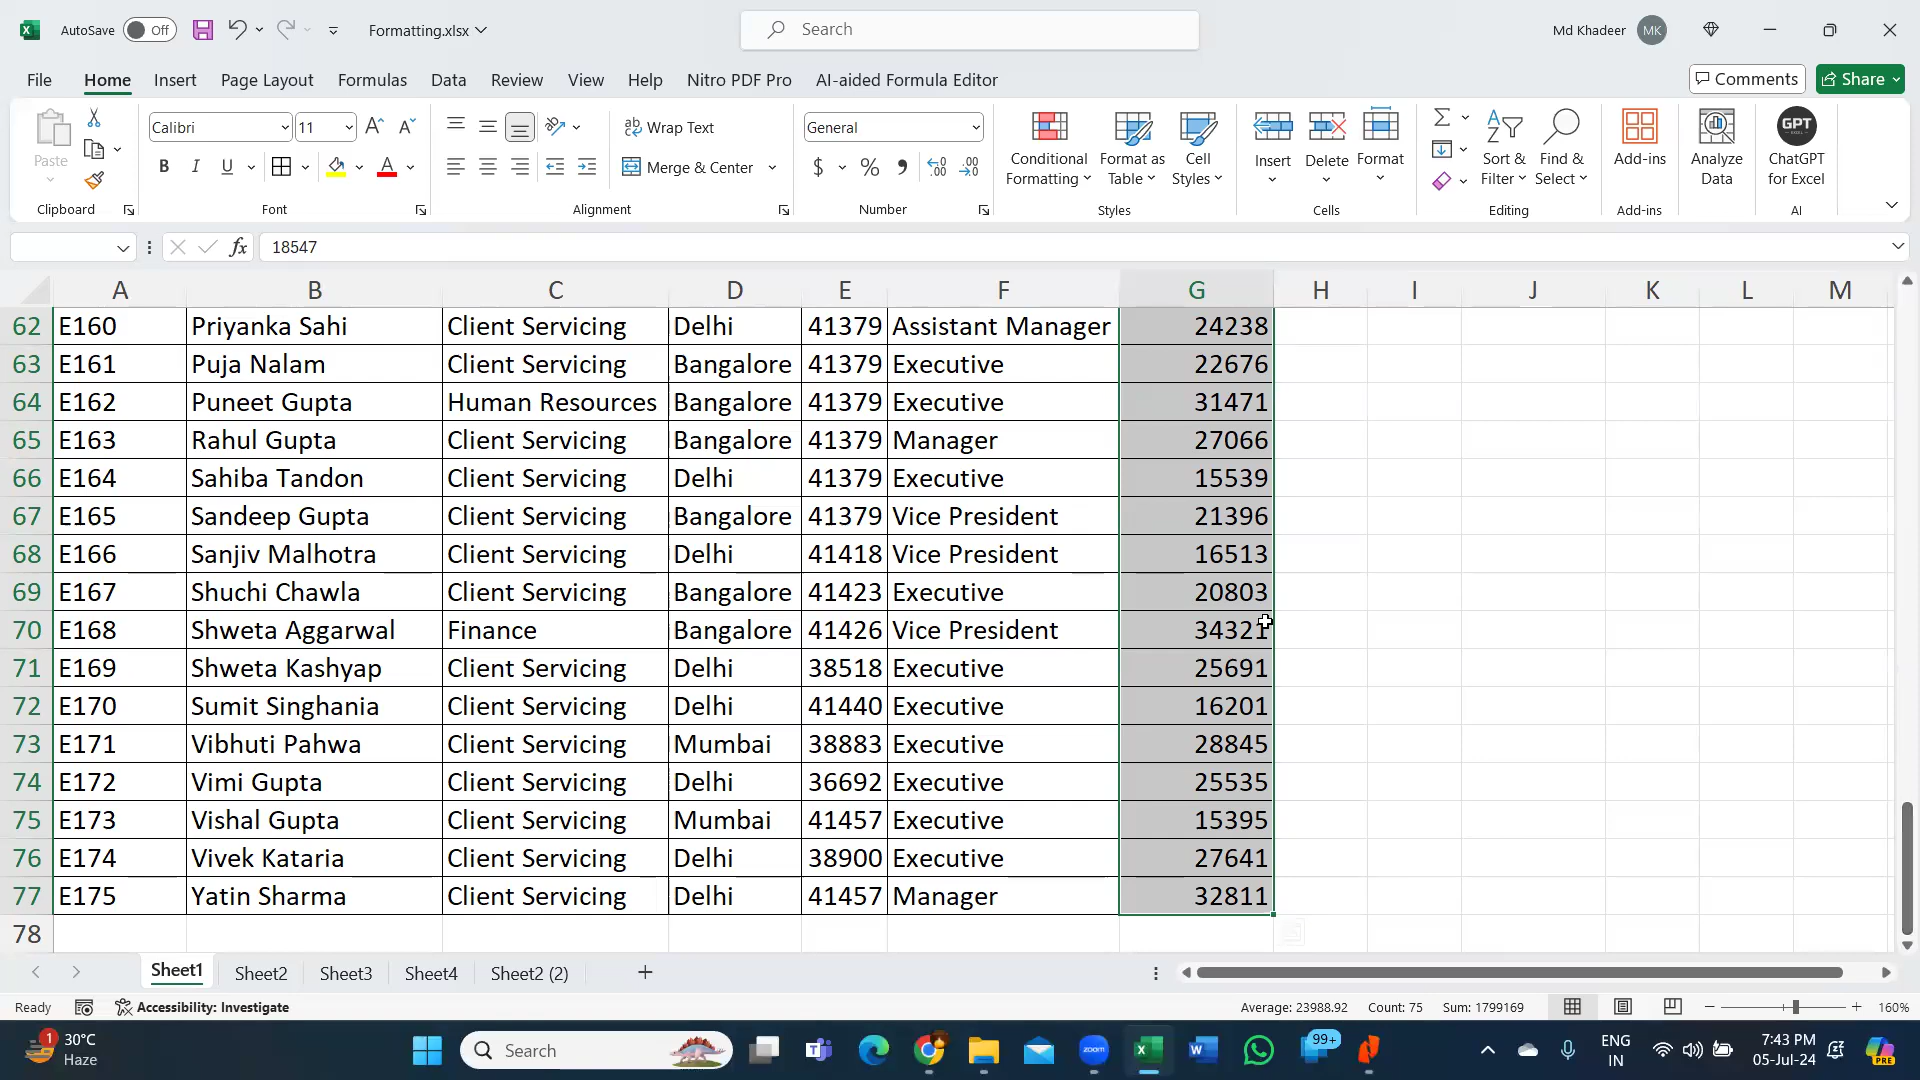 AutoSave Off Formatting.xlsx Search Md Khadeer MK
File Home Insert Page Layout Formulas Data Review View Help Nitro PDF Pro AI-aided Formula Editor Comments Share
Calibri 11 Wrap Text General
Paste B I U A Merge & Center $ % Conditional Formatting Format as Table Cell Styles Insert Delete Format Sort & Filter Find & Select Add-ins Analyze Data GPT ChatGPT for Excel
Clipboard Font Alignment Number Styles Cells Editing Add-ins AI
fx 18547
A B C D E F G H I J K L M
62 E160 Priyanka Sahi Client Servicing Delhi 41379 Assistant Manager 24238
63 E161 Puja Nalam Client Servicing Bangalore 41379 Executive 22676
64 E162 Puneet Gupta Human Resources Bangalore 41379 Executive 31471
65 E163 Rahul Gupta Client Servicing Bangalore 41379 Manager 27066
66 E164 Sahiba Tandon Client Servicing Delhi 41379 Executive 15539
67 E165 Sandeep Gupta Client Servicing Bangalore 41379 Vice President 21396
68 E166 Sanjiv Malhotra Client Servicing Delhi 41418 Vice President 16513
69 E167 Shuchi Chawla Client Servicing Bangalore 41423 Executive 20803
70 E168 Shweta Aggarwal Finance Bangalore 41426 Vice President 34321
71 E169 Shweta Kashyap Client Servicing Delhi 38518 Executive 25691
72 E170 Sumit Singhania Client Servicing Delhi 41440 Executive 16201
73 E171 Vibhuti Pahwa Client Servicing Mumbai 38883 Executive 28845
74 E172 Vimi Gupta Client Servicing Delhi 36692 Executive 25535
75 E173 Vishal Gupta Client Servicing Mumbai 41457 Executive 15395
76 E174 Vivek Kataria Client Servicing Delhi 38900 Executive 27641
77 E175 Yatin Sharma Client Servicing Delhi 41457 Manager 32811
78
Sheet1 Sheet2 Sheet3 Sheet4 Sheet2 (2)
Ready Accessibility: Investigate Average: 23988.92 Count: 75 Sum: 1799169 160%
1 30°C Search zoom 99+ ENG 7:43 PM
Haze IN 05-Jul-24 PRE